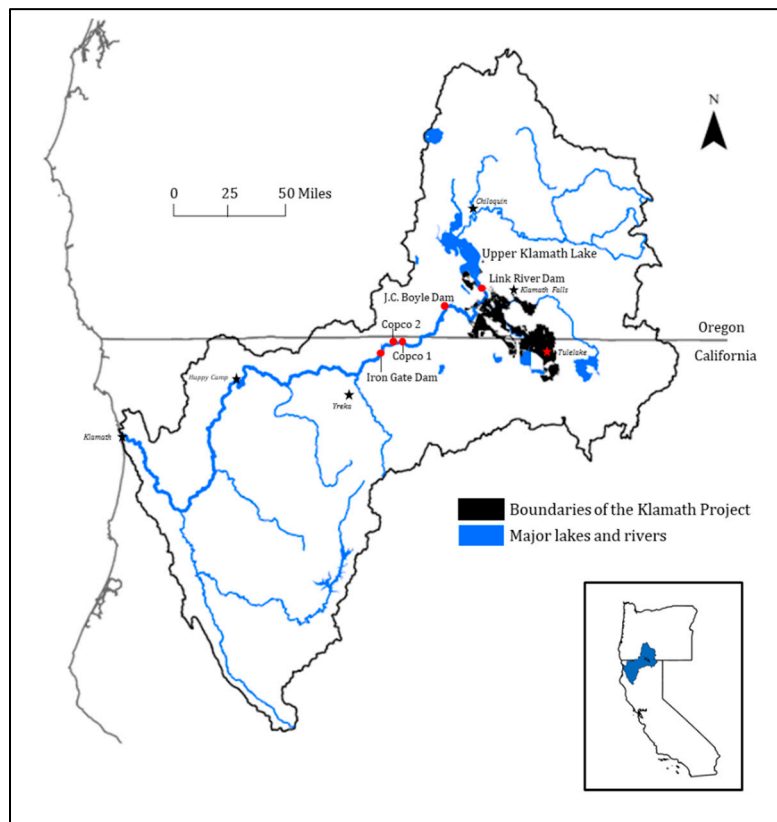 N
0 25 50 Miles
Chiloquin
Upper Klamath Lake
Link River Dam
Klamath Falls
J.C. Boyle Dam
Copco 2
Oregon
California
Copco 1
Tulelake
Iron Gate Dam
Happy Camp
Yreka
Klamath
Boundaries of the Klamath Project
Major lakes and rivers